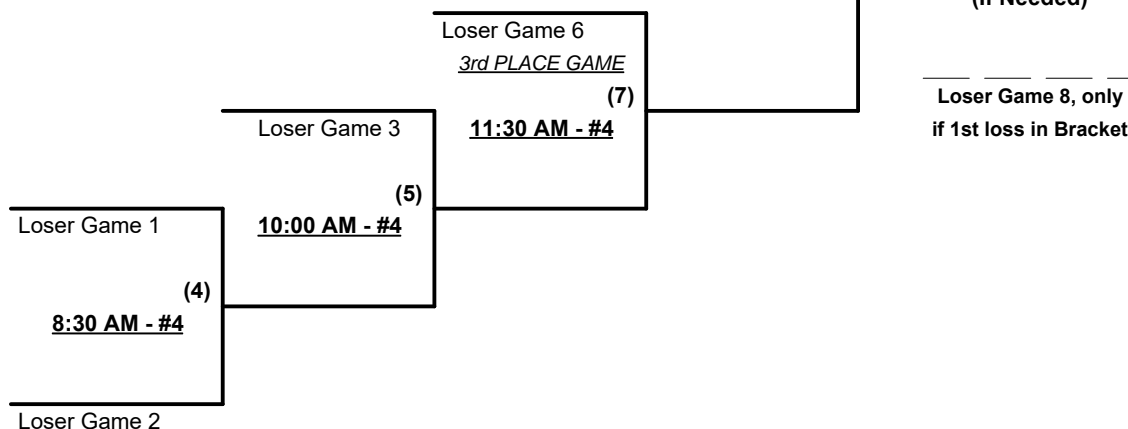 (If Needed)
Loser Game 6
3rd PLACE GAME
(7)
11:30 AM - #4
Loser Game 8, only
if 1st loss in Bracket
Loser Game 3
(5)
10:00 AM - #4
Loser Game 1
(4)
8:30 AM - #4
Loser Game 2